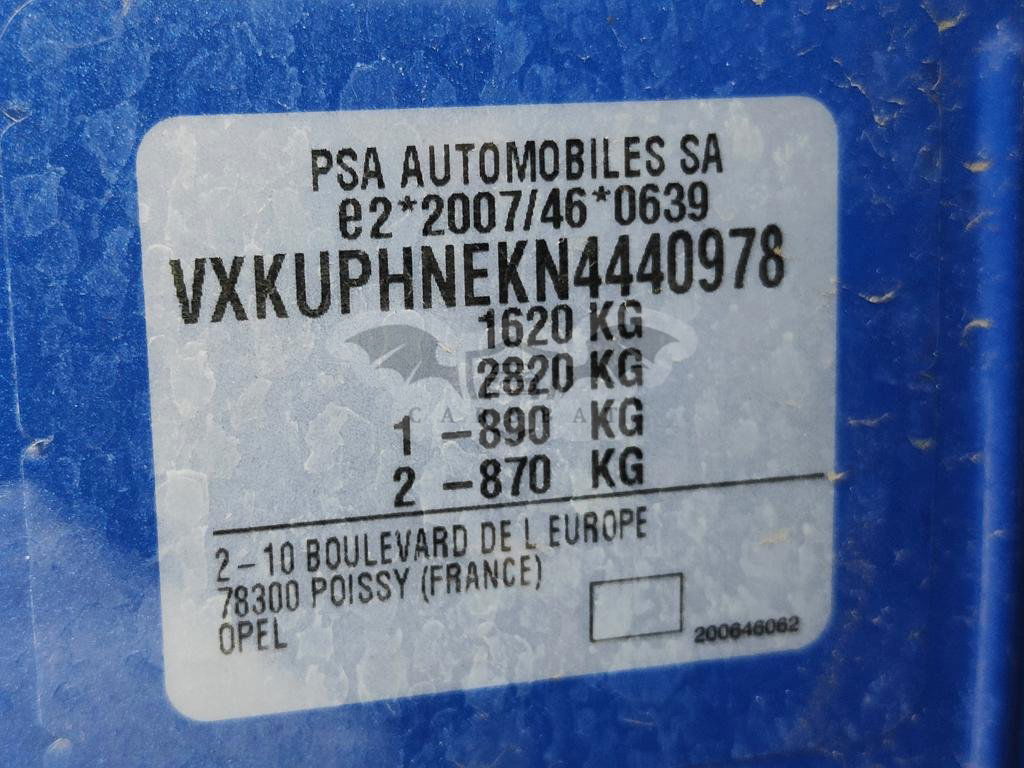 PSA AUTOMOBILES SA
e2*2007/46*0639
VXKUPHNEKN4440978
1620 KG
2820 KG
1 -890 KG
2 -870 KG
2-10 BOULEVARD DE L EUROPE
78300 POISSY (FRANCE)
OPEL
200646062